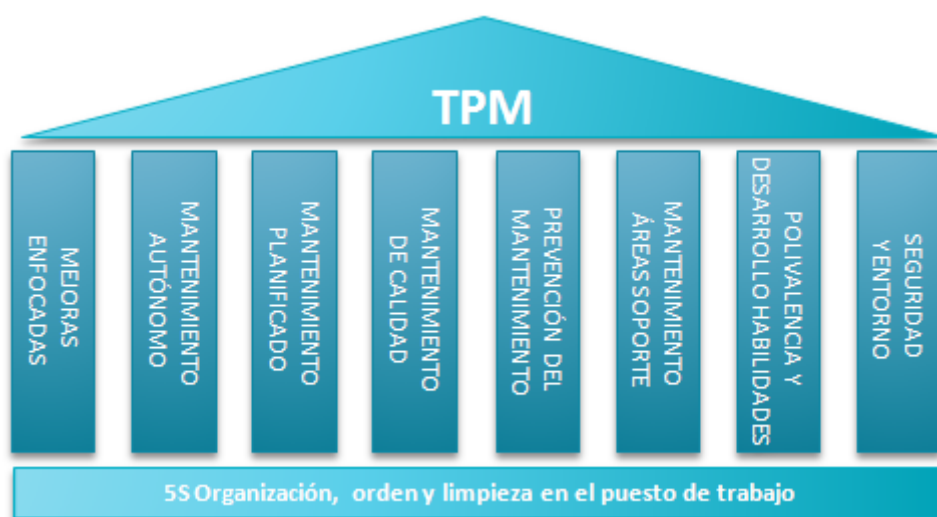 TPM
MEJORAS
ENFOCADAS
MANTENIMIENTO
AUTÓNOMO
MANTENIMIENTO
PLANIFICADO
MANTENIMIENTO
DE CALIDAD
PREVENCIÓN DEL
MANTENIMIENTO
MANTENIMIENTO
ÁREAS SOPORTE
POLIVALENCIA Y
DESARROLLO HABILIDADES
SEGURIDAD
Y ENTORNO
5S Organización, orden y limpieza en el puesto de trabajo